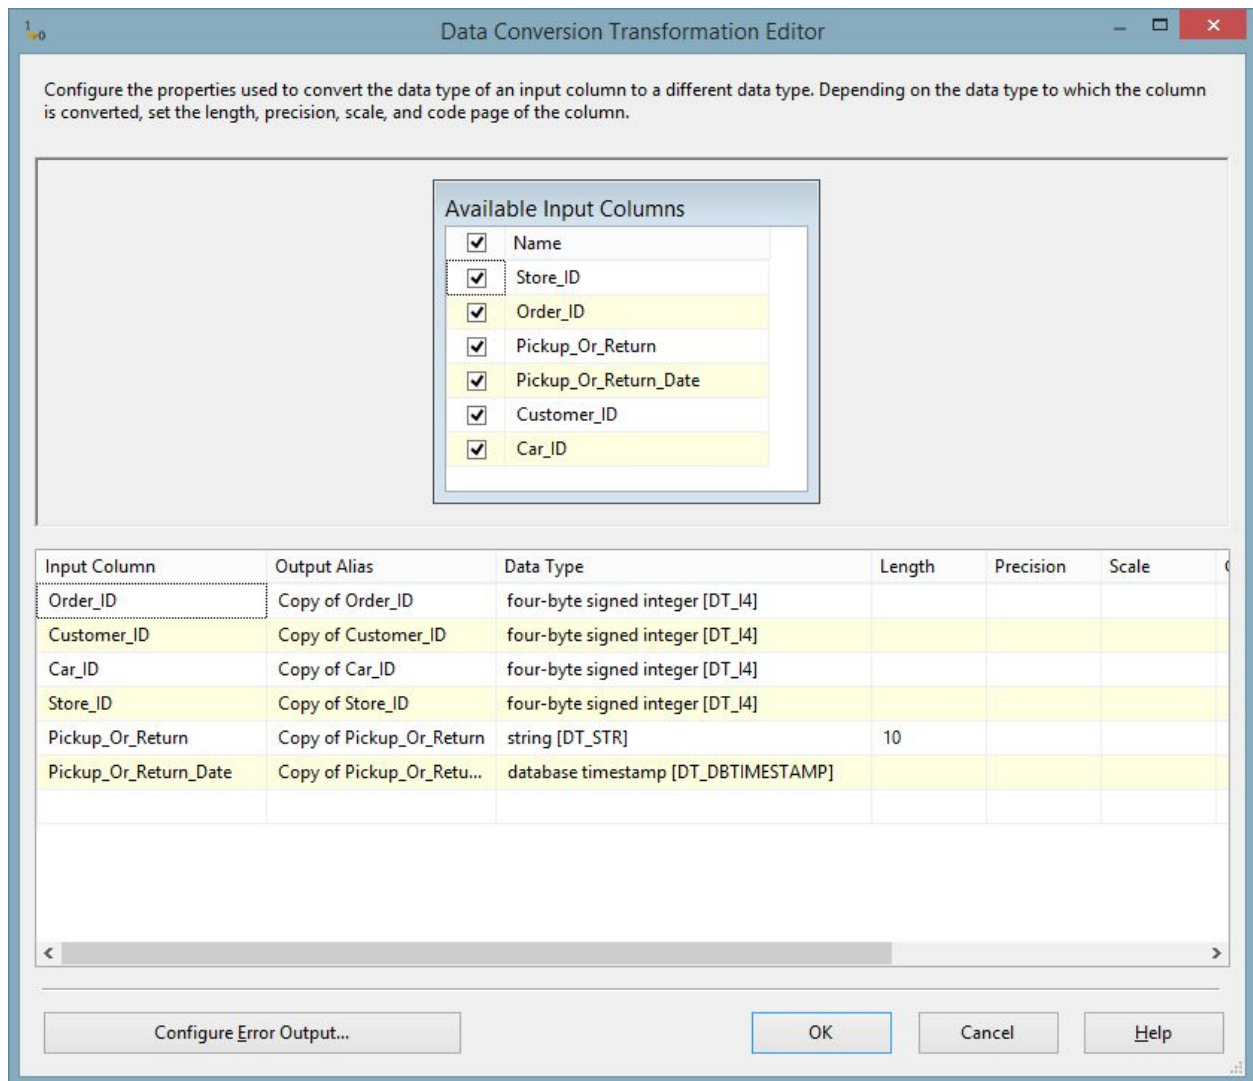 Data Conversion Transformation Editor
Configure the properties used to convert the data type of an input column to a different data type. Depending on the data type to which the column
is converted, set the length, precision, scale, and code page of the column.
Available Input Columns
Name
Store_ID
Order_ID
Pickup_Or_Return
Pickup_Or_Return_Date
Customer_ID
Car_ID
Input Column Output Alias Data Type Length Precision Scale
Order_ID Copy of Order_ID four-byte signed integer [DT_I4]
Customer_ID Copy of Customer_ID four-byte signed integer [DT_I4]
Car_ID Copy of Car_ID four-byte signed integer [DT_I4]
Store_ID Copy of Store_ID four-byte signed integer [DT_I4]
Pickup_Or_Return Copy of Pickup_Or_Return string [DT_STR] 10
Pickup_Or_Return_Date Copy of Pickup_Or_Retu... database timestamp [DT_DBTIMESTAMP]
Configure Error Output... OK Cancel Help